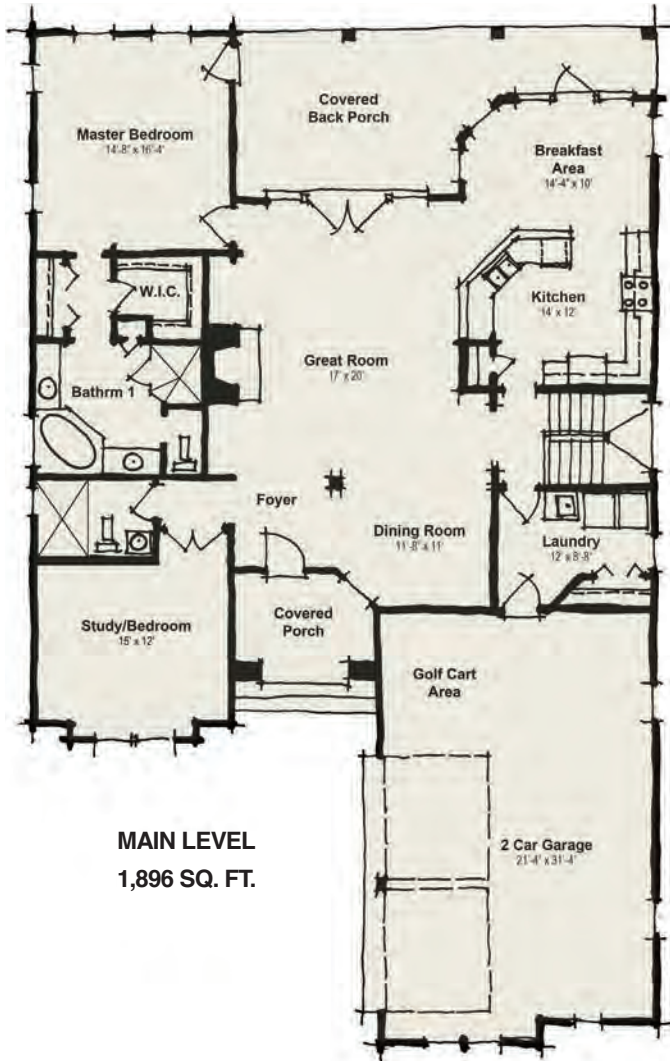 Covered
Back Porch
Master Bedroom
14'-8" x 16'-4"
Breakfast
Area
14'-4" x 10'
W.I.C.
Kitchen
14' x 12'
Great Room
17' x 20'
Bathrm 1
Foyer
Dining Room
11'-8" x 11'
Laundry
12' x 8'-8"
Study/Bedroom
15' x 12'
Covered
Porch
Golf Cart
Area
MAIN LEVEL
1,896 SQ. FT.
2 Car Garage
21'-4" x 31'-4"